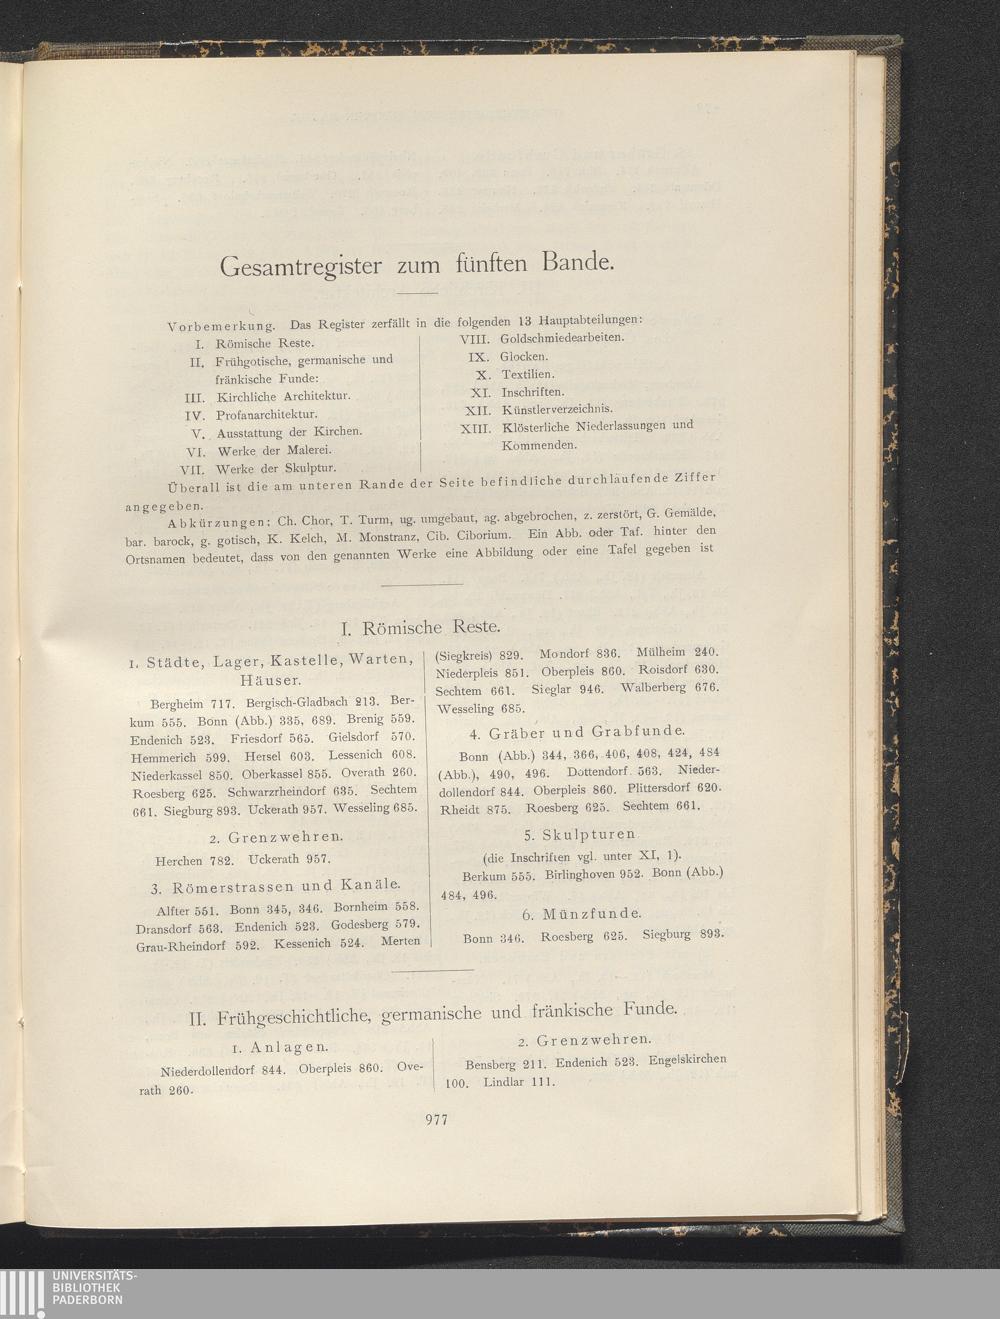 Gesamtregister zum fünften Bande.
Vorbemerkung. Das Register zerfällt in die folgenden 13 Hauptabteilungen:
I. Römische Reste.
II. Frühgotische, germanische und
fränkische Funde:
III. Kirchliche Architektur.
IV. Profanarchitektur.
V. Ausstattung der Kirchen.
VI. Werke der Malerei.
VII. Werke der Skulptur.
VIII. Goldschmiedearbeiten.
IX. Glocken.
X. Textilien.
XI. Inschriften.
XII. Künstlerverzeichnis.
XIII. Klösterliche Niederlassungen und
Kommenden.
Überall ist die am unteren Rande der Seite befindliche durchlaufende Ziffer
angegeben.
Abkürzungen: Ch. Chor, T. Turm, ug. umgebaut, ag. abgebrochen, z. zerstört, G. Gemälde,
bar. barock, g. gotisch, K. Kelch, M. Monstranz, Cib. Ciborium. Ein Abb. oder Taf. hinter den
Ortsnamen bedeutet, dass von den genannten Werke eine Abbildung oder eine Tafel gegeben ist
I. Römische Reste.
1. Städte, Lager, Kastelle, Warten,
Häuser.
Bergheim 717. Bergisch-Gladbach 213. Ber-
kum 555. Bonn (Abb.) 335, 689. Brenig 559.
Endenich 523. Friesdorf 565. Gielsdorf 570.
Hemmerich 599. Hersel 603. Lessenich 608.
Niederkassel 850. Oberkassel 855. Overath 260.
Roesberg 625. Schwarzrheindorf 635. Sechtem
661. Siegburg 893. Uckerath 957. Wesseling 685.
2. Grenzwehren.
Herchen 782. Uckerath 957.
3. Römerstrassen und Kanäle.
Alfter 551. Bonn 345, 346. Bornheim 558.
Dransdorf 563. Endenich 523. Godesberg 579.
Grau-Rheindorf 592. Kessenich 524. Merten
(Siegkreis) 829. Mondorf 836. Mülheim 240.
Niederpleis 851. Oberpleis 860. Roisdorf 630.
Sechtem 661. Sieglar 946. Walberberg 676.
Wesseling 685.
4. Gräber und Grabfunde.
Bonn (Abb.) 344, 366, 406, 408, 424, 484
(Abb.), 490, 496. Dottendorf 563. Nieder-
dollendorf 844. Oberpleis 860. Plittersdorf 620.
Rheidt 875. Roesberg 625. Sechtem 661.
5. Skulpturen
(die Inschriften vgl. unter XI, 1).
Berkum 555. Birlinghoven 952. Bonn (Abb.)
484, 496.
6. Münzfunde.
Bonn 346. Roesberg 625. Siegburg 893.
II. Frühgeschichtliche, germanische und fränkische Funde.
1. Anlagen.
Niederdollendorf 844. Oberpleis 860. Ove-
rath 260.
2. Grenzwehren.
Bensberg 211. Endenich 523. Engelskirchen
100. Lindlar 111.
977
UNIVERSITÄTS-
BIBLIOTHEK
PADERBORN